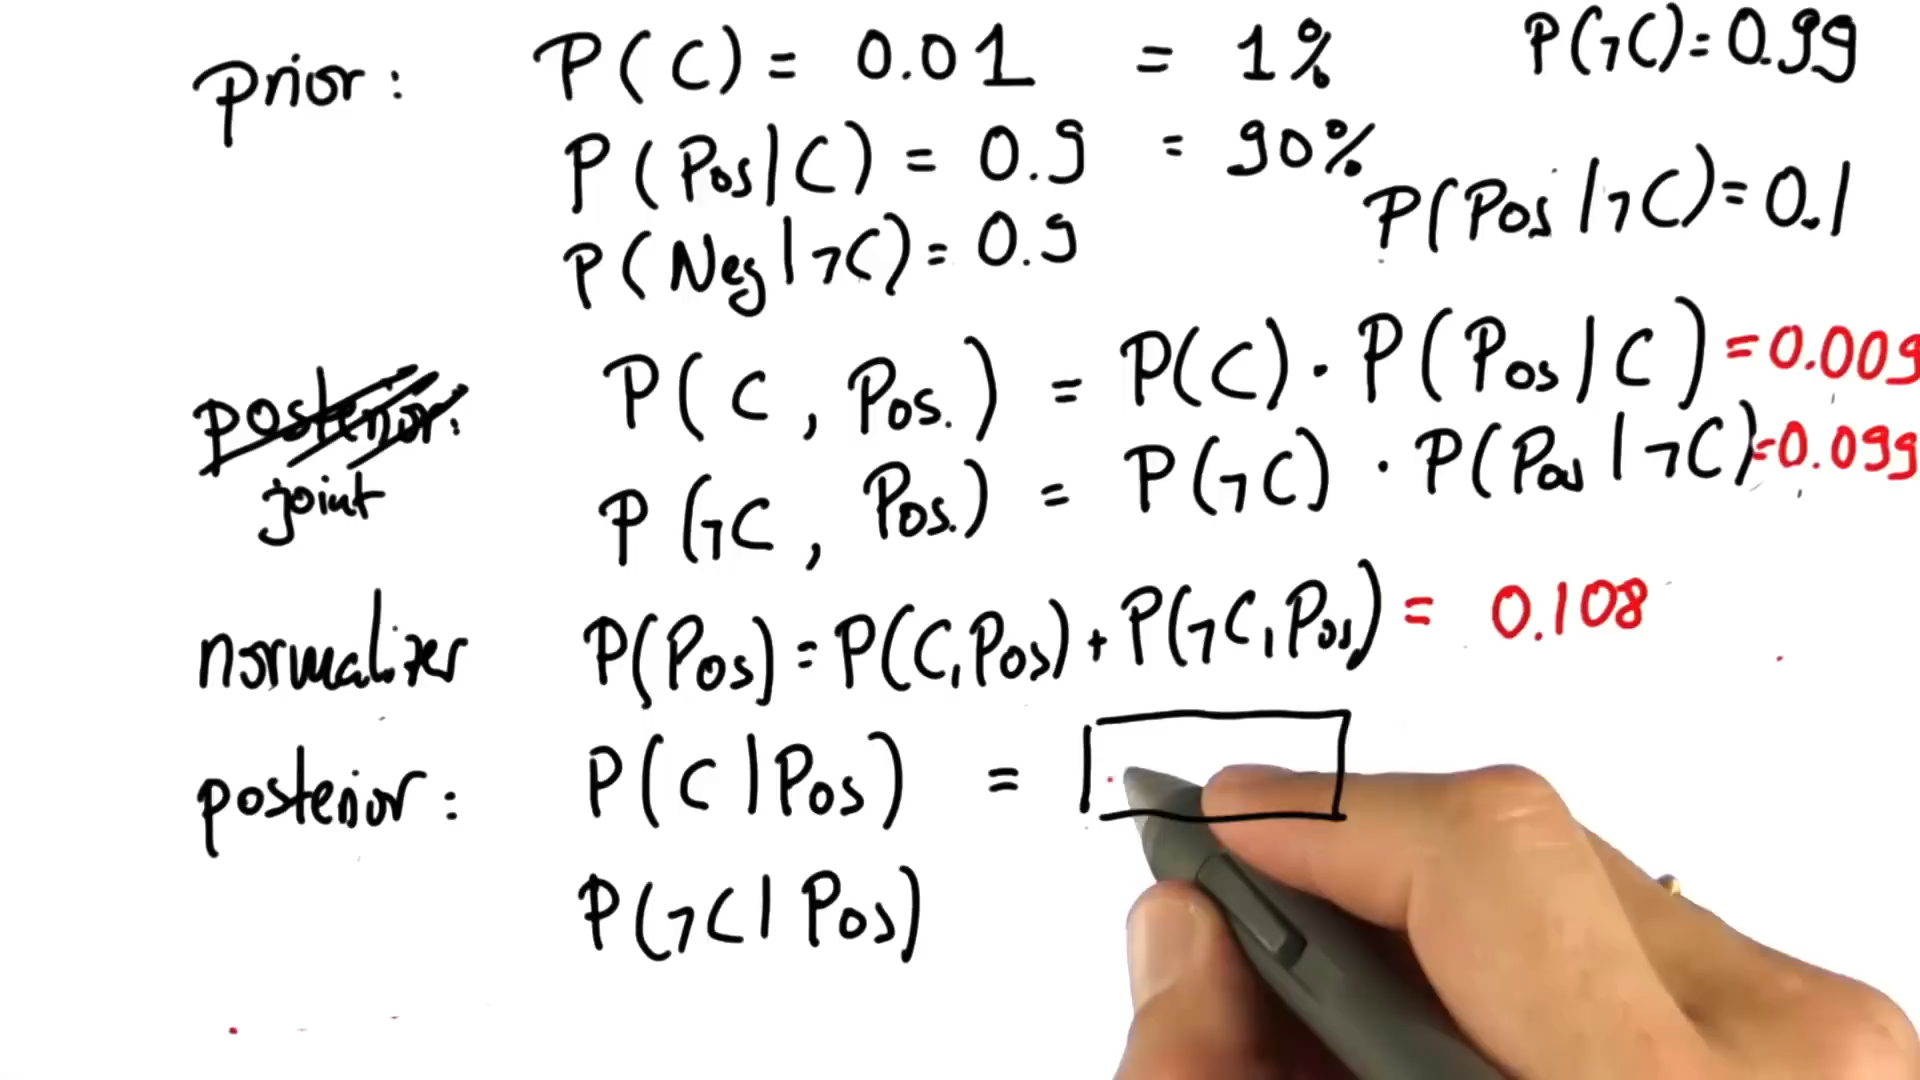 prior: P(C) = 0.01 = 1% P(¬C)=0.99
P(Pos|C) = 0.9 = 90% P(Pos|¬C)=0.1
P(Neg|¬C)= 0.9
posterior: P(C, Pos.) = P(C) · P(Pos|C) =0.009
joint P(¬C, Pos.) = P(¬C) · P(Pos|¬C)=0.099
normalizer P(Pos)=P(C,Pos)+P(¬C,Pos) = 0.108
posterior: P(C|Pos) =
P(¬C|Pos)